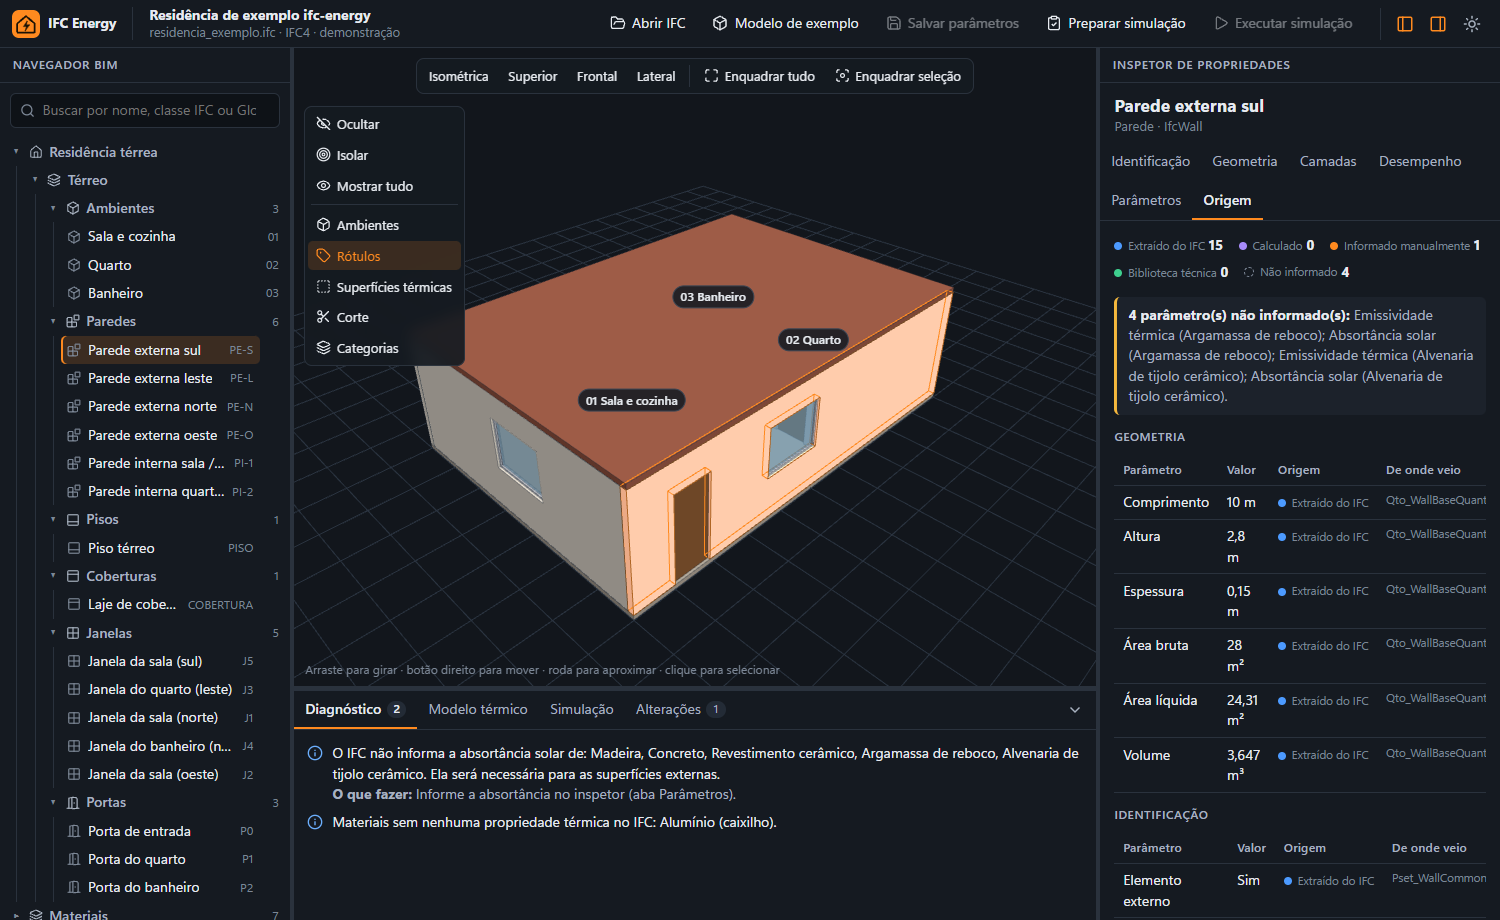 IFC Energy
Residência de exemplo ifc-energy
residencia_exemplo.ifc · IFC4 · demonstração
Abrir IFC
Modelo de exemplo
Salvar parâmetros
Preparar simulação
Executar simulação
NAVEGADOR BIM
Buscar por nome, classe IFC ou Glc
Residência térrea
Térreo
Ambientes 3
Sala e cozinha 01
Quarto 02
Banheiro 03
Paredes 6
Parede externa sul PE-S
Parede externa leste PE-L
Parede externa norte PE-N
Parede externa oeste PE-O
Parede interna sala /... PI-1
Parede interna quart... PI-2
Pisos 1
Piso térreo PISO
Coberturas 1
Laje de cobe... COBERTURA
Janelas 5
Janela da sala (sul) J5
Janela do quarto (leste) J3
Janela da sala (norte) J1
Janela do banheiro (n... J4
Janela da sala (oeste) J2
Portas 3
Porta de entrada P0
Porta do quarto P1
Porta do banheiro P2
Materiais 7
Isométrica
Superior
Frontal
Lateral
Enquadrar tudo
Enquadrar seleção
Ocultar
Isolar
Mostrar tudo
Ambientes
Rótulos
Superfícies térmicas
Corte
Categorias
03 Banheiro
02 Quarto
01 Sala e cozinha
Arraste para girar · botão direito para mover · roda para aproximar · clique para selecionar
Diagnóstico 2
Modelo térmico
Simulação
Alterações 1
O IFC não informa a absortância solar de: Madeira, Concreto, Revestimento cerâmico, Argamassa de reboco, Alvenaria de
tijolo cerâmico. Ela será necessária para as superfícies externas.
O que fazer: Informe a absortância no inspetor (aba Parâmetros).
Materiais sem nenhuma propriedade térmica no IFC: Alumínio (caixilho).
INSPETOR DE PROPRIEDADES
Parede externa sul
Parede · IfcWall
Identificação
Geometria
Camadas
Desempenho
Parâmetros
Origem
Extraído do IFC 15
Calculado 0
Informado manualmente 1
Biblioteca técnica 0
Não informado 4
4 parâmetro(s) não informado(s): Emissividade
térmica (Argamassa de reboco); Absortância solar
(Argamassa de reboco); Emissividade térmica (Alvenaria
de tijolo cerâmico); Absortância solar (Alvenaria de
tijolo cerâmico).
GEOMETRIA
Parâmetro Valor Origem De onde veio
Comprimento 10 m Extraído do IFC Qto_WallBaseQuant
Altura 2,8 m Extraído do IFC Qto_WallBaseQuant
Espessura 0,15 m Extraído do IFC Qto_WallBaseQuant
Área bruta 28 m² Extraído do IFC Qto_WallBaseQuant
Área líquida 24,31 m² Extraído do IFC Qto_WallBaseQuant
Volume 3,647 m³ Extraído do IFC Qto_WallBaseQuant
IDENTIFICAÇÃO
Parâmetro Valor Origem De onde veio
Elemento externo Sim Extraído do IFC Pset_WallCommon